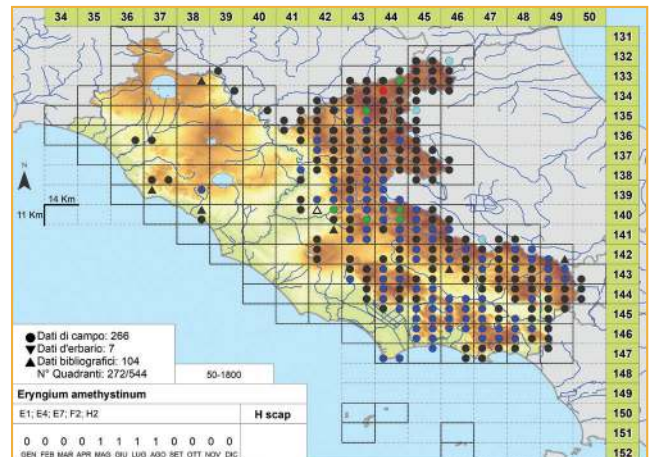 34 35 36 37 38 39 40 41 42 43 44 45 46 47 48 49 50
131
132
133
134
135
136
137
138
139
140
141
142
143
144
145
146
147
148
149
150
151
152
N
14 Km
11 Km
Dati di campo: 266
Dati d'erbario: 7
Dati bibliografici: 104
N° Quadranti: 272/544
50-1800
Eryngium amethystinum
E1; E4; E7; F2; H2 H scap
0 0 0 0 1 1 1 1 0 0 0 0
GEN FEB MAR APR MAG GIU LUG AGO SET OTT NOV DIC